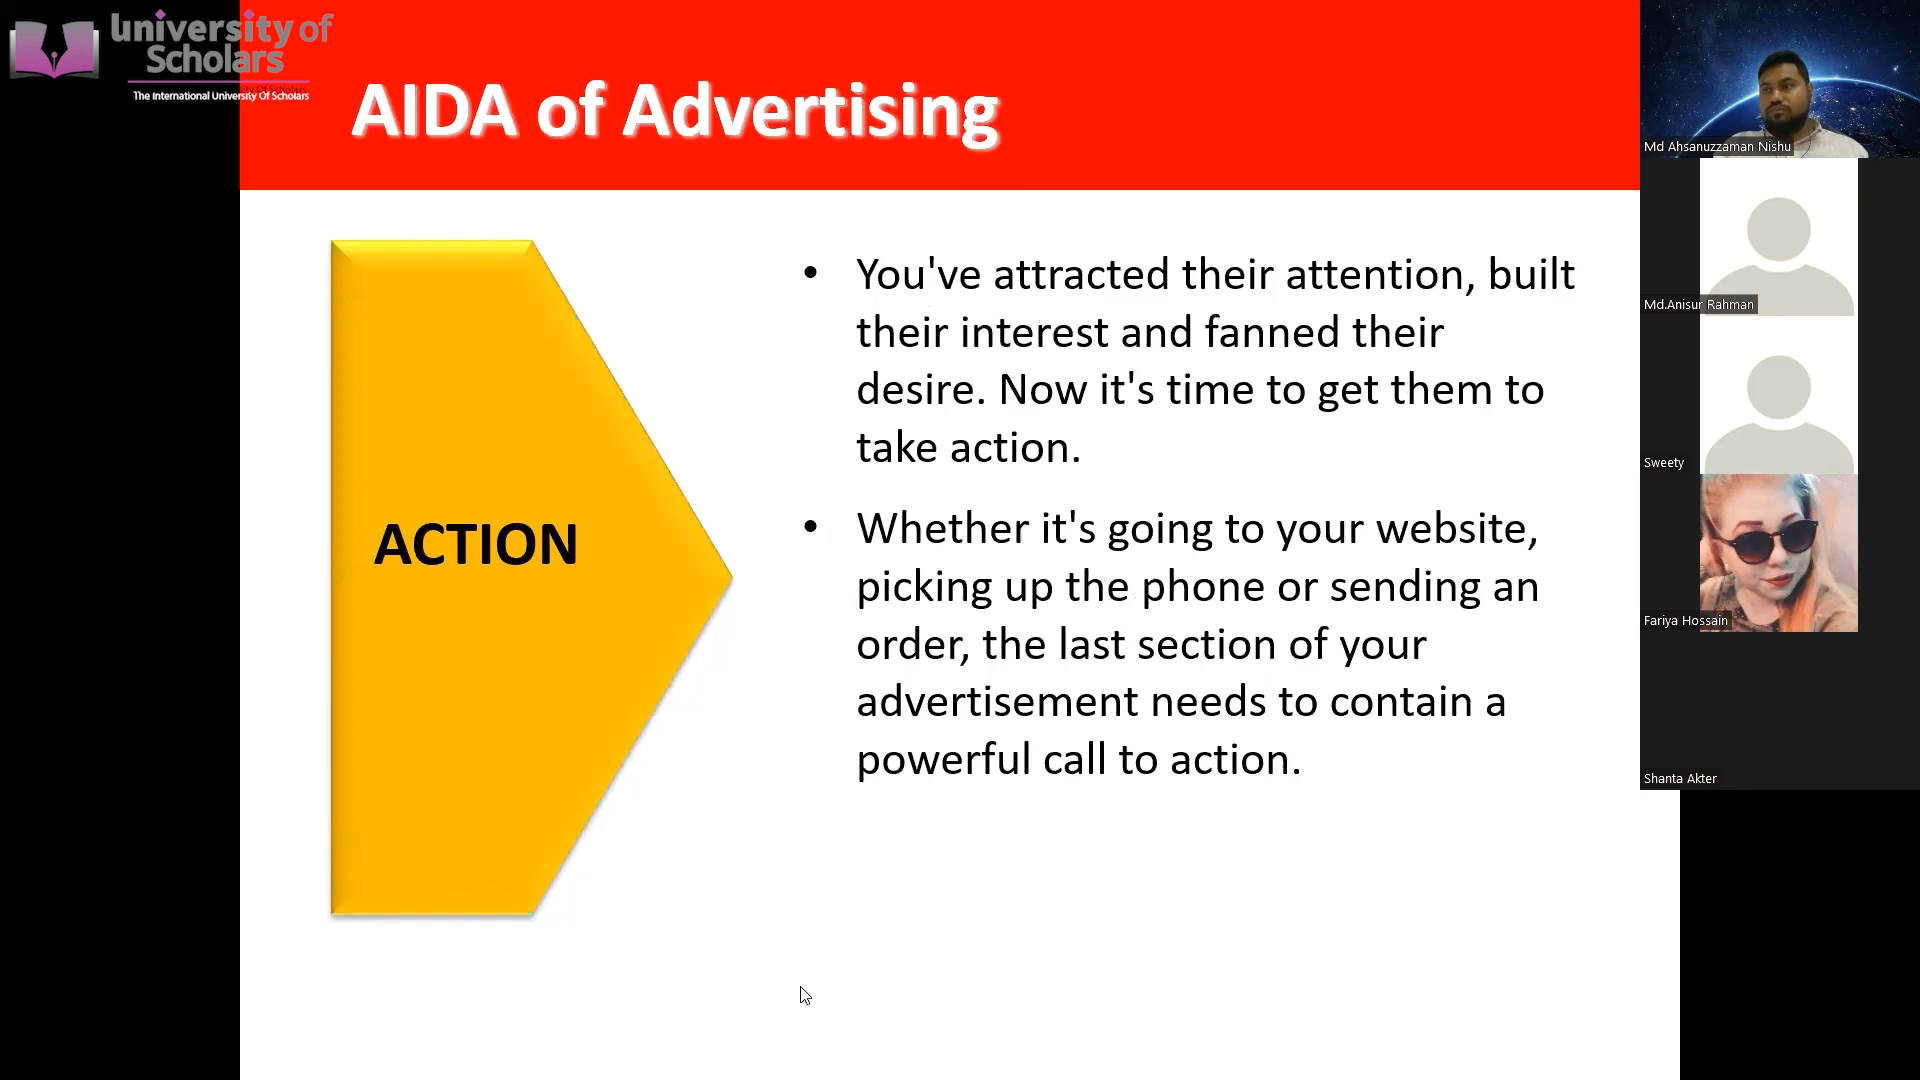 University of
Scholars
The International University Of Scholars
AIDA of Advertising
ACTION
• You've attracted their attention, built
their interest and fanned their
desire. Now it's time to get them to
take action.
• Whether it's going to your website,
picking up the phone or sending an
order, the last section of your
advertisement needs to contain a
powerful call to action.
Md Ahsanuzzaman Nishu
Md.Anisur Rahman
Sweety
Fariya Hossain
Shanta Akter